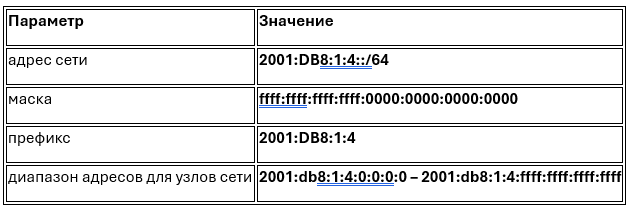 Параметр Значение
адрес сети 2001:DB8:1:4::/64
маска ffff:ffff:ffff:ffff:0000:0000:0000:0000
префикс 2001:DB8:1:4
диапазон адресов для узлов сети 2001:db8:1:4:0:0:0:0 – 2001:db8:1:4:ffff:ffff:ffff:ffff